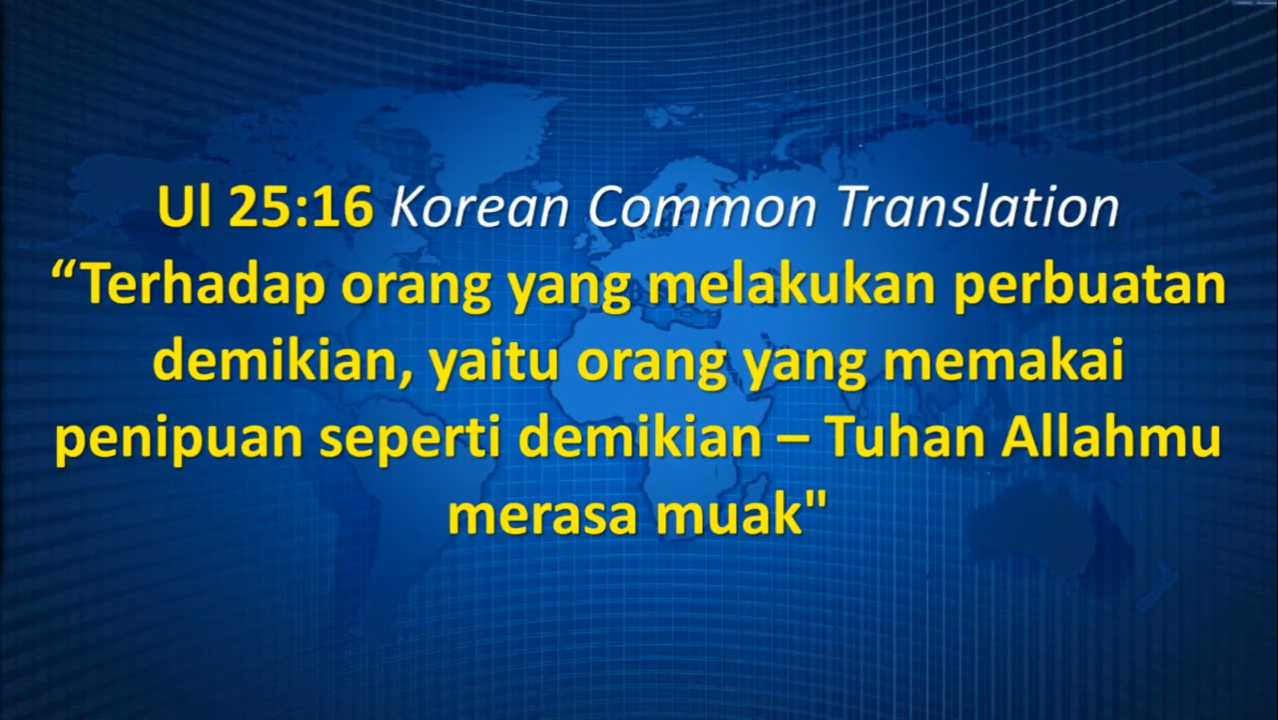 Ul 25:16 Korean Common Translation
“Terhadap orang yang melakukan perbuatan
demikian, yaitu orang yang memakai
penipuan seperti demikian – Tuhan Allahmu
merasa muak"